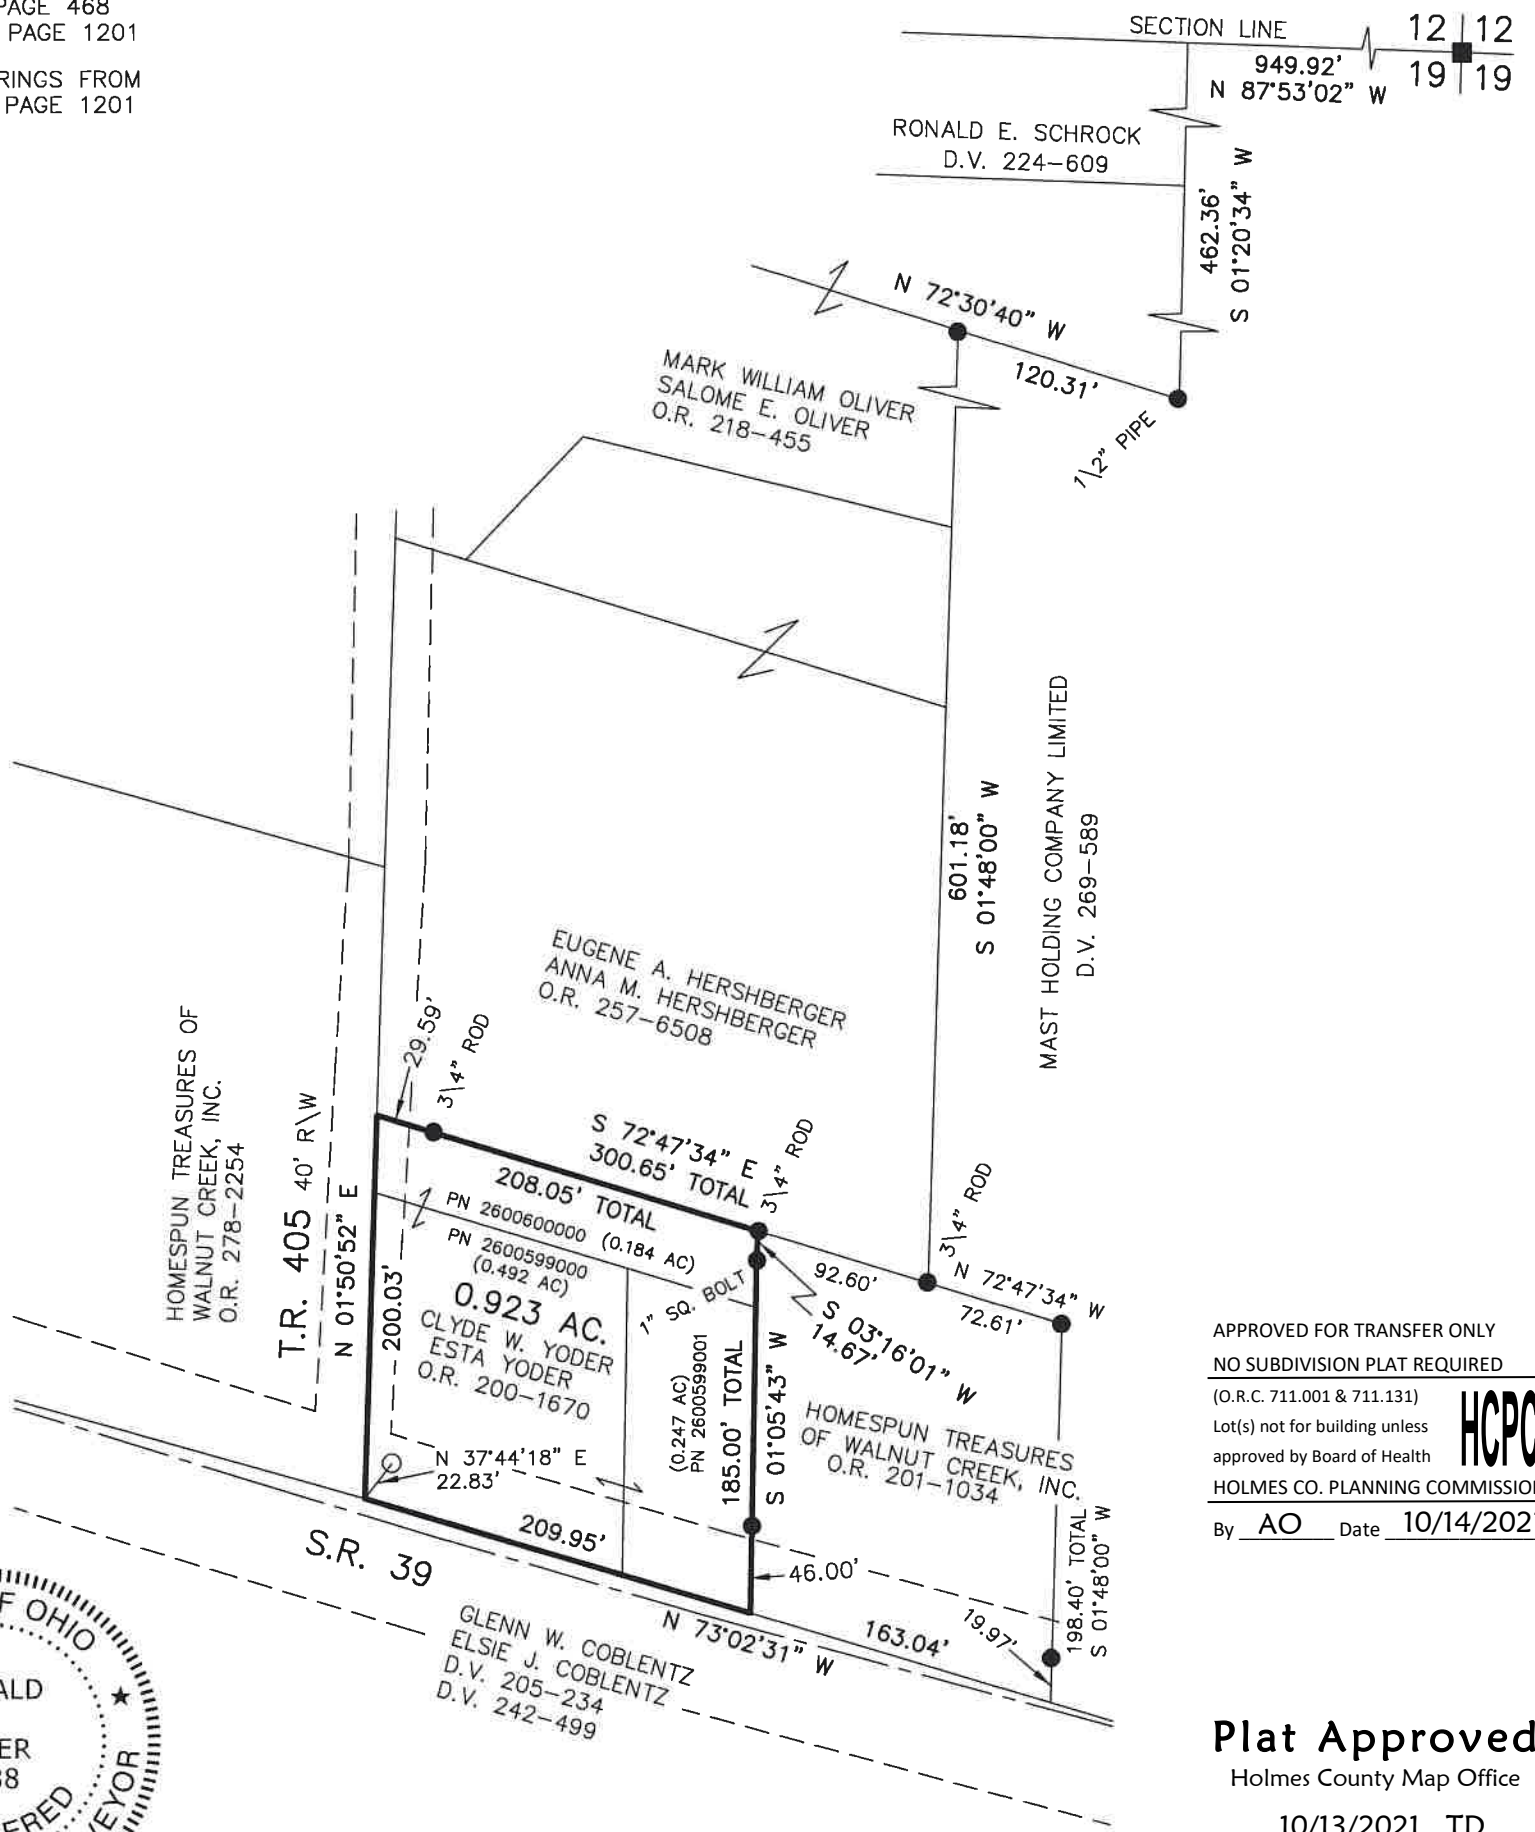 PAGE 468
PAGE 1201
RINGS FROM
PAGE 1201
SECTION LINE
12 12
19 19
949.92'
N 87°53'02" W
RONALD E. SCHROCK
D.V. 224-609
462.36'
S 01°20'34" W
N 72°30'40" W
120.31'
1\2" PIPE
MARK WILLIAM OLIVER
SALOME E. OLIVER
O.R. 218-455
601.18'
S 01°48'00" W
MAST HOLDING COMPANY LIMITED
D.V. 269-589
EUGENE A. HERSHBERGER
ANNA M. HERSHBERGER
O.R. 257-6508
HOMESPUN TREASURES OF
WALNUT CREEK, INC.
O.R. 278-2254
T.R. 405 40' R\W
N 01°50'52" E
200.03'
29.59'
3\4" ROD
S 72°47'34" E
300.65' TOTAL
208.05' TOTAL
3\4" ROD
PN 2600600000 (0.184 AC)
PN 2600599000
(0.492 AC)
0.923 AC.
CLYDE W. YODER
ESTA YODER
O.R. 200-1670
1" SQ. BOLT
(0.247 AC)
PN 2600599001
185.00' TOTAL
S 01°05'43" W
92.60'
S 03°16'01" W
14.67'
3\4" ROD
N 72°47'34" W
72.61'
HOMESPUN TREASURES
OF WALNUT CREEK, INC.
O.R. 201-1034
N 37°44'18" E
22.83'
209.95'
46.00'
S.R. 39
N 73°02'31" W
163.04'
19.97'
198.40' TOTAL
S 01°48'00" W
GLENN W. COBLENTZ
ELSIE J. COBLENTZ
D.V. 205-234
D.V. 242-499
APPROVED FOR TRANSFER ONLY
NO SUBDIVISION PLAT REQUIRED
(O.R.C. 711.001 & 711.131)
Lot(s) not for building unless
approved by Board of Health
HCPC
HOLMES CO. PLANNING COMMISSION
By AO Date 10/14/2021
Plat Approved
Holmes County Map Office
10/13/2021 TD
F OHIO
ALD
ER
38
ERED
EYOR